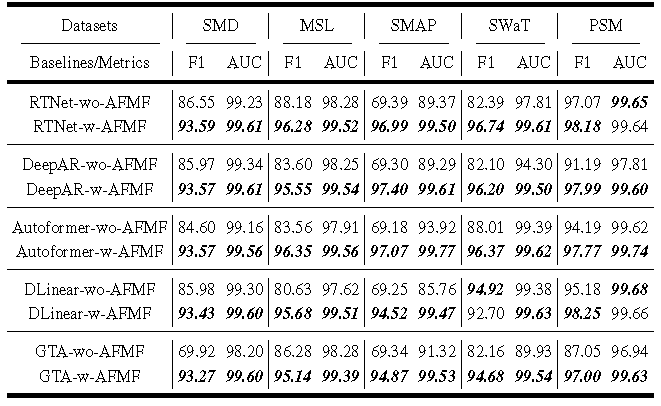 Datasets SMD MSL SMAP SWaT PSM
Baselines/Metrics F1 AUC F1 AUC F1 AUC F1 AUC F1 AUC
RTNet-wo-AFMF 86.55 99.23 88.18 98.28 69.39 89.37 82.39 97.81 97.07 99.65
RTNet-w-AFMF 93.59 99.61 96.28 99.52 96.99 99.50 96.74 99.61 98.18 99.64
DeepAR-wo-AFMF 85.97 99.34 83.60 98.25 69.30 89.29 82.10 94.30 91.19 97.81
DeepAR-w-AFMF 93.57 99.61 95.55 99.54 97.40 99.61 96.20 99.50 97.99 99.60
Autoformer-wo-AFMF 84.60 99.16 83.56 97.91 69.18 93.92 88.01 99.39 94.19 99.62
Autoformer-w-AFMF 93.57 99.56 96.35 99.56 97.07 99.77 96.37 99.62 97.77 99.74
DLinear-wo-AFMF 85.98 99.30 80.63 97.62 69.25 85.76 94.92 99.38 95.18 99.68
DLinear-w-AFMF 93.43 99.60 95.68 99.51 94.52 99.47 92.70 99.63 98.25 99.66
GTA-wo-AFMF 69.92 98.20 86.28 98.28 69.34 91.32 82.16 89.93 87.05 96.94
GTA-w-AFMF 93.27 99.60 95.14 99.39 94.87 99.53 94.68 99.54 97.00 99.63